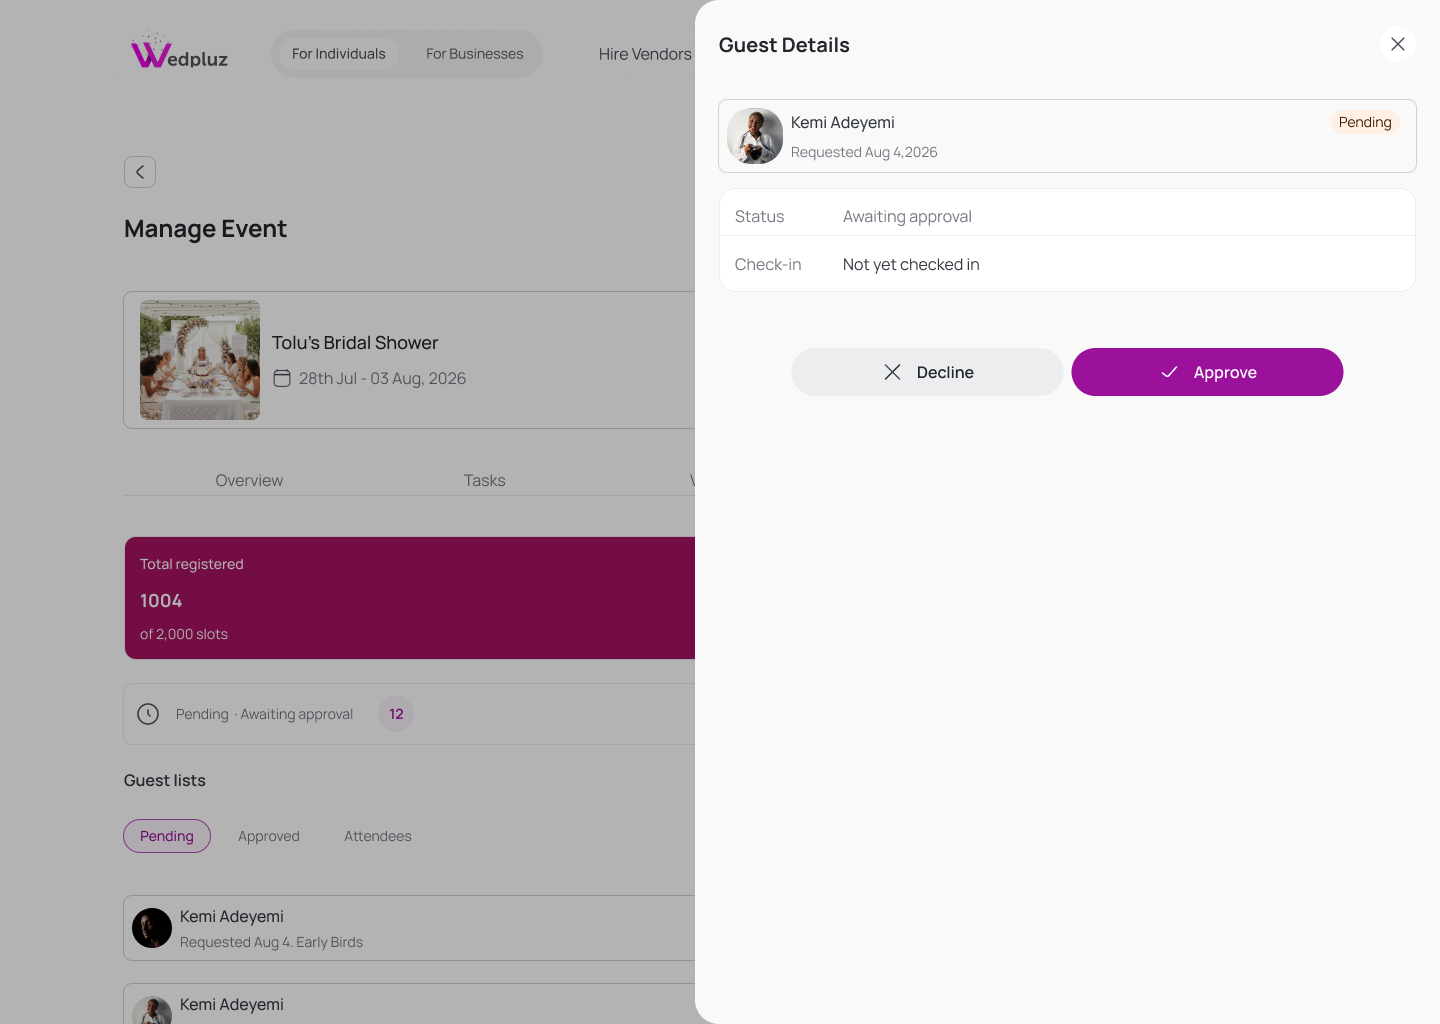 Wedpluz
For Individuals
For Businesses
Hire Vendors
Manage Event
Tolu's Bridal Shower
28th Jul - 03 Aug, 2026
Overview
Tasks
Total registered
1004
of 2,000 slots
Pending · Awaiting approval
12
Guest lists
Pending
Approved
Attendees
Kemi Adeyemi
Requested Aug 4. Early Birds
Kemi Adeyemi
Guest Details
Kemi Adeyemi
Pending
Requested Aug 4,2026
Status
Awaiting approval
Check-in
Not yet checked in
Decline
Approve